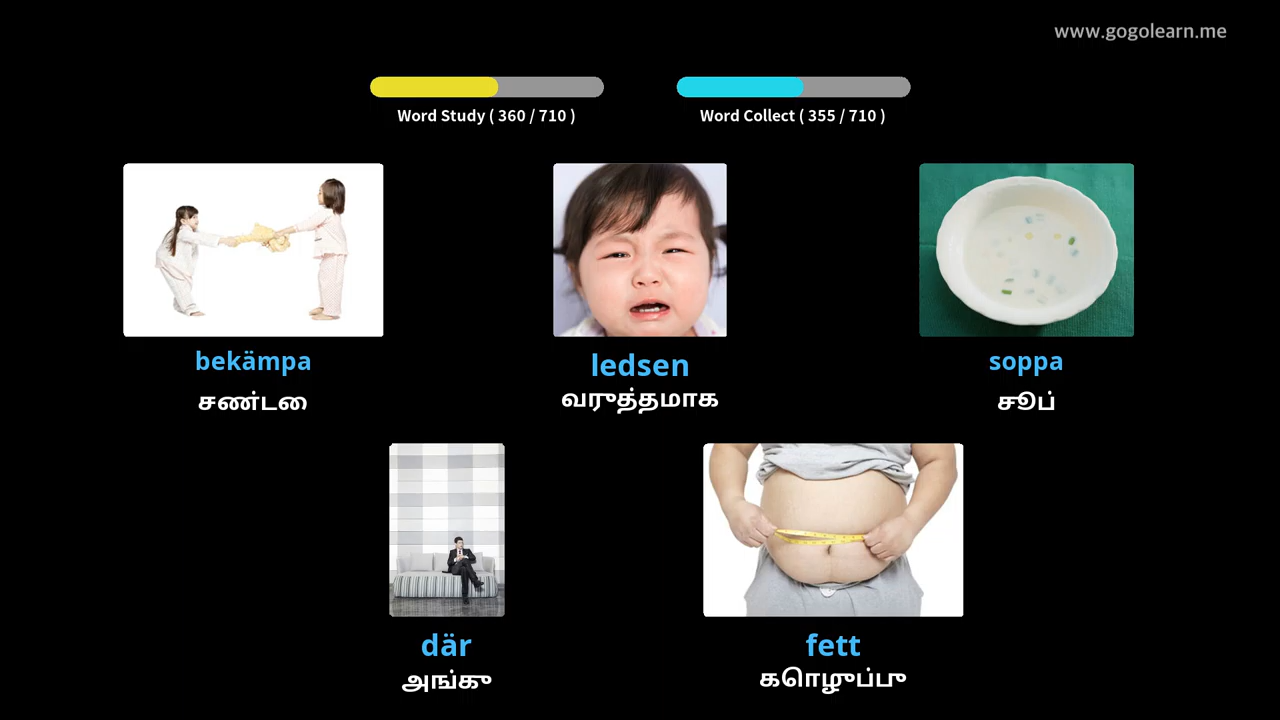 www.gogolearn.me
Word Study ( 360 / 710 )
Word Collect ( 355 / 710 )
bekämpa
சண்டை
ledsen
வருத்தமாக
soppa
சூப்
där
அங்கு
fett
கொழுப்பு